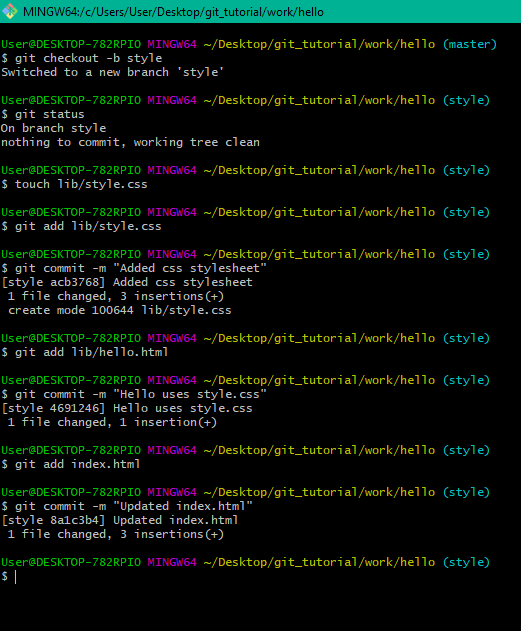 MINGW64:/c/Users/User/Desktop/git_tutorial/work/hello
User@DESKTOP-782RPIO MINGW64 ~/Desktop/git_tutorial/work/hello (master)
$ git checkout -b style
Switched to a new branch 'style'
User@DESKTOP-782RPIO MINGW64 ~/Desktop/git_tutorial/work/hello (style)
$ git status
On branch style
nothing to commit, working tree clean
User@DESKTOP-782RPIO MINGW64 ~/Desktop/git_tutorial/work/hello (style)
$ touch lib/style.css
User@DESKTOP-782RPIO MINGW64 ~/Desktop/git_tutorial/work/hello (style)
$ git add lib/style.css
User@DESKTOP-782RPIO MINGW64 ~/Desktop/git_tutorial/work/hello (style)
$ git commit -m "Added css stylesheet"
[style acb3768] Added css stylesheet
 1 file changed, 3 insertions(+)
 create mode 100644 lib/style.css
User@DESKTOP-782RPIO MINGW64 ~/Desktop/git_tutorial/work/hello (style)
$ git add lib/hello.html
User@DESKTOP-782RPIO MINGW64 ~/Desktop/git_tutorial/work/hello (style)
$ git commit -m "Hello uses style.css"
[style 4691246] Hello uses style.css
 1 file changed, 1 insertion(+)
User@DESKTOP-782RPIO MINGW64 ~/Desktop/git_tutorial/work/hello (style)
$ git add index.html
User@DESKTOP-782RPIO MINGW64 ~/Desktop/git_tutorial/work/hello (style)
$ git commit -m "Updated index.html"
[style 8a1c3b4] Updated index.html
 1 file changed, 3 insertions(+)
User@DESKTOP-782RPIO MINGW64 ~/Desktop/git_tutorial/work/hello (style)
$